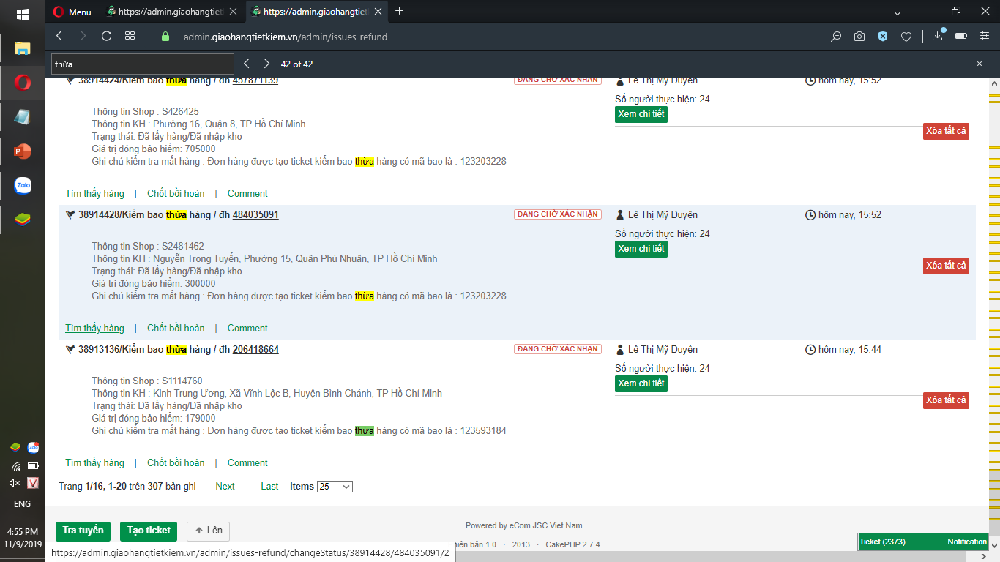 Menu
https://admin.giaohangtietki
https://admin.giaohangtietk
admin.giaohangtietkiem.vn/admin/issues-refund
thừa
42 of 42
38914424/Kiểm bao thừa hàng / đh 457871139
ĐANG CHỜ XÁC NHẬN
Lê Thị Mỹ Duyên
hôm nay, 15:52
Số người thực hiện: 24
Xem chi tiết
Xóa tất cả
Thông tin Shop : S426425
Thông tin KH : Phường 16, Quận 8, TP Hồ Chí Minh
Trạng thái: Đã lấy hàng/Đã nhập kho
Giá trị đóng bảo hiểm: 705000
Ghi chú kiểm tra mất hàng : Đơn hàng được tạo ticket kiểm bao thừa hàng có mã bao là : 123203228
Tìm thấy hàng | Chốt bồi hoàn | Comment
38914428/Kiểm bao thừa hàng / đh 484035091
ĐANG CHỜ XÁC NHẬN
Lê Thị Mỹ Duyên
hôm nay, 15:52
Số người thực hiện: 24
Xem chi tiết
Xóa tất cả
Thông tin Shop : S2481462
Thông tin KH : Nguyễn Trọng Tuyển, Phường 15, Quận Phú Nhuận, TP Hồ Chí Minh
Trạng thái: Đã lấy hàng/Đã nhập kho
Giá trị đóng bảo hiểm: 300000
Ghi chú kiểm tra mất hàng : Đơn hàng được tạo ticket kiểm bao thừa hàng có mã bao là : 123203228
Tìm thấy hàng | Chốt bồi hoàn | Comment
38913136/Kiểm bao thừa hàng / đh 206418664
ĐANG CHỜ XÁC NHẬN
Lê Thị Mỹ Duyên
hôm nay, 15:44
Số người thực hiện: 24
Xem chi tiết
Xóa tất cả
Thông tin Shop : S1114760
Thông tin KH : Kinh Trung Ương, Xã Vĩnh Lộc B, Huyện Bình Chánh, TP Hồ Chí Minh
Trạng thái: Đã lấy hàng/Đã nhập kho
Giá trị đóng bảo hiểm: 179000
Ghi chú kiểm tra mất hàng : Đơn hàng được tạo ticket kiểm bao thừa hàng có mã bao là : 123593184
Tìm thấy hàng | Chốt bồi hoàn | Comment
Trang 1/16, 1-20 trên 307 bản ghi
Next
Last
items 25
Tra tuyến
Tạo ticket
Lên
Powered by eCom JSC Viet Nam
Phiên bản 1.0 · 2013 · CakePHP 2.7.4
Ticket (2373)
Notification
https://admin.giaohangtietkiem.vn/admin/issues-refund/changeStatus/38914428/484035091/2
Zalo
ENG
4:55 PM
11/9/2019